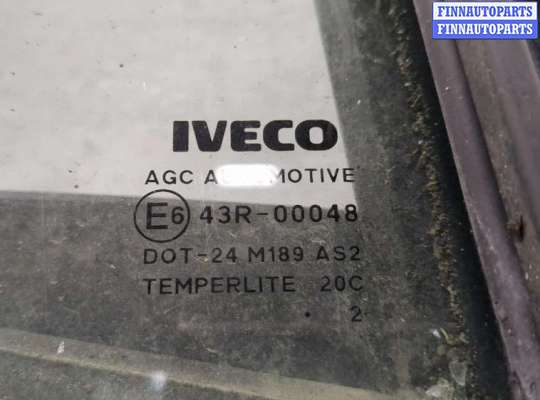 FINNAUTOPARTS
FINNAUTOPARTS
IVECO
AGC A MOTIVE
E6 43R-00048
DOT-24 M189 AS2
TEMPERLITE 20C
. 2